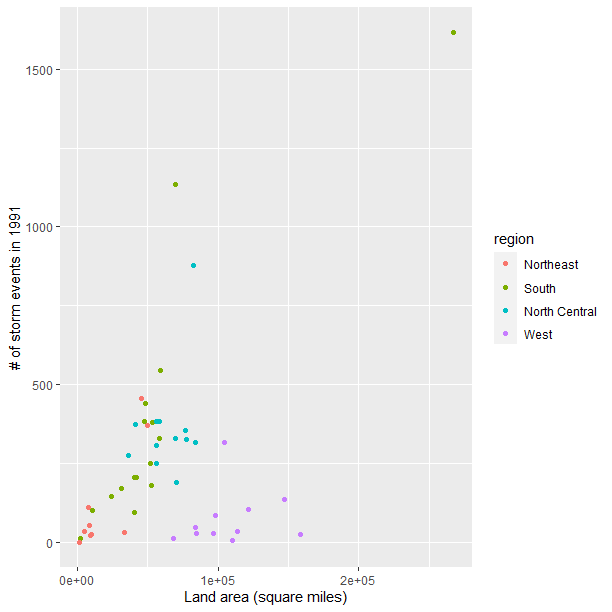 1500
1000
500
0
0e+00 1e+05 2e+05
Land area (square miles)
# of storm events in 1991
region
Northeast
South
North Central
West